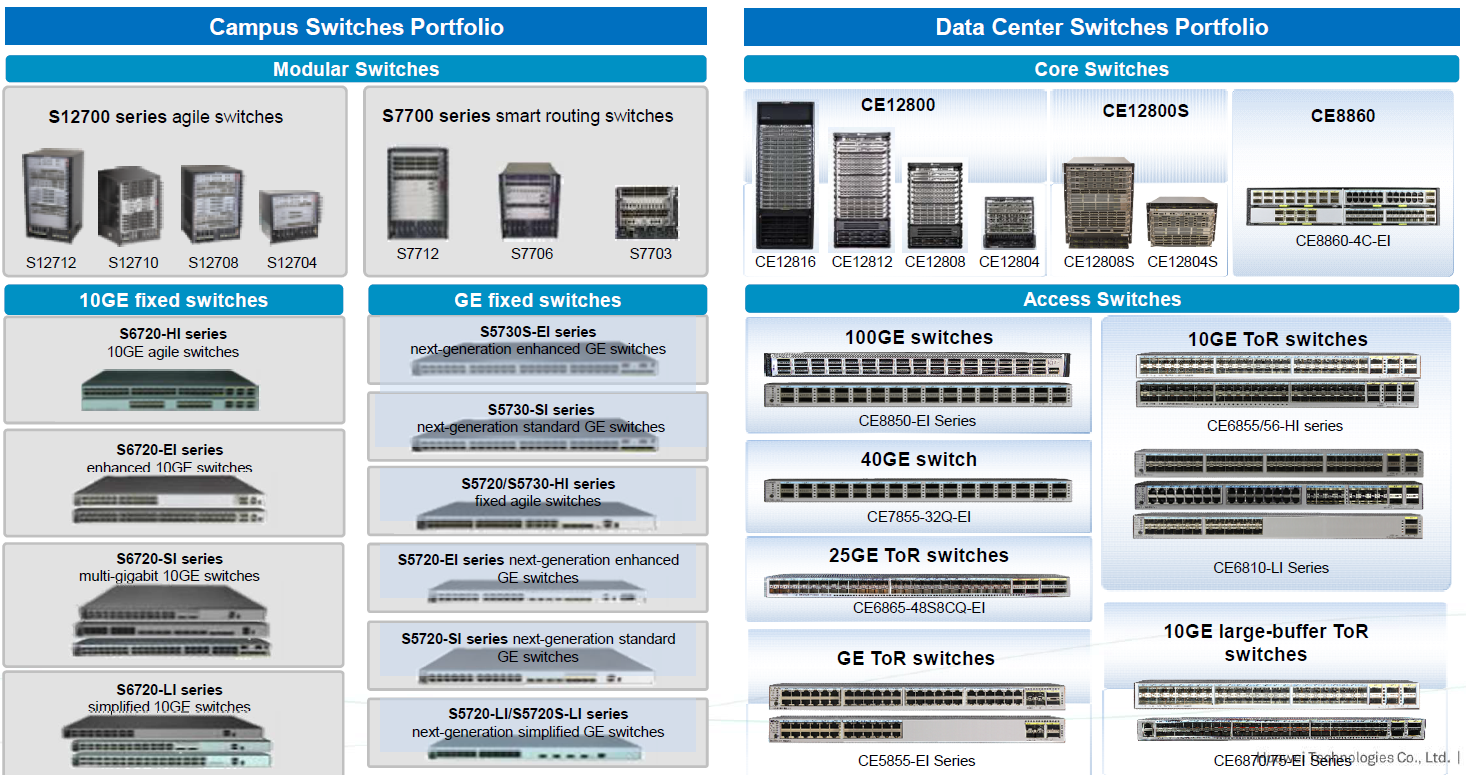 Campus Switches Portfolio
Modular Switches
S12700 series agile switches
S12712
S12710
S12708
S12704
S7700 series smart routing switches
S7712
S7706
S7703
10GE fixed switches
S6720-HI series
10GE agile switches
S6720-EI series
enhanced 10GE switches
S6720-SI series
multi-gigabit 10GE switches
S6720-LI series
simplified 10GE switches
GE fixed switches
S5730S-EI series
next-generation enhanced GE switches
S5730-SI series
next-generation standard GE switches
S5720/S5730-HI series
fixed agile switches
S5720-EI series next-generation enhanced
GE switches
S5720-SI series next-generation standard
GE switches
S5720-LI/S5720S-LI series
next-generation simplified GE switches
Data Center Switches Portfolio
Core Switches
CE12800
CE12816
CE12812
CE12808
CE12804
CE12800S
CE12808S
CE12804S
CE8860
CE8860-4C-EI
Access Switches
100GE switches
CE8850-EI Series
40GE switch
CE7855-32Q-EI
25GE ToR switches
CE6865-48S8CQ-EI
GE ToR switches
CE5855-EI Series
10GE ToR switches
CE6855/56-HI series
CE6810-LI Series
10GE large-buffer ToR
switches
CE6870/75-EI Series
Huawei Technologies Co., Ltd. |